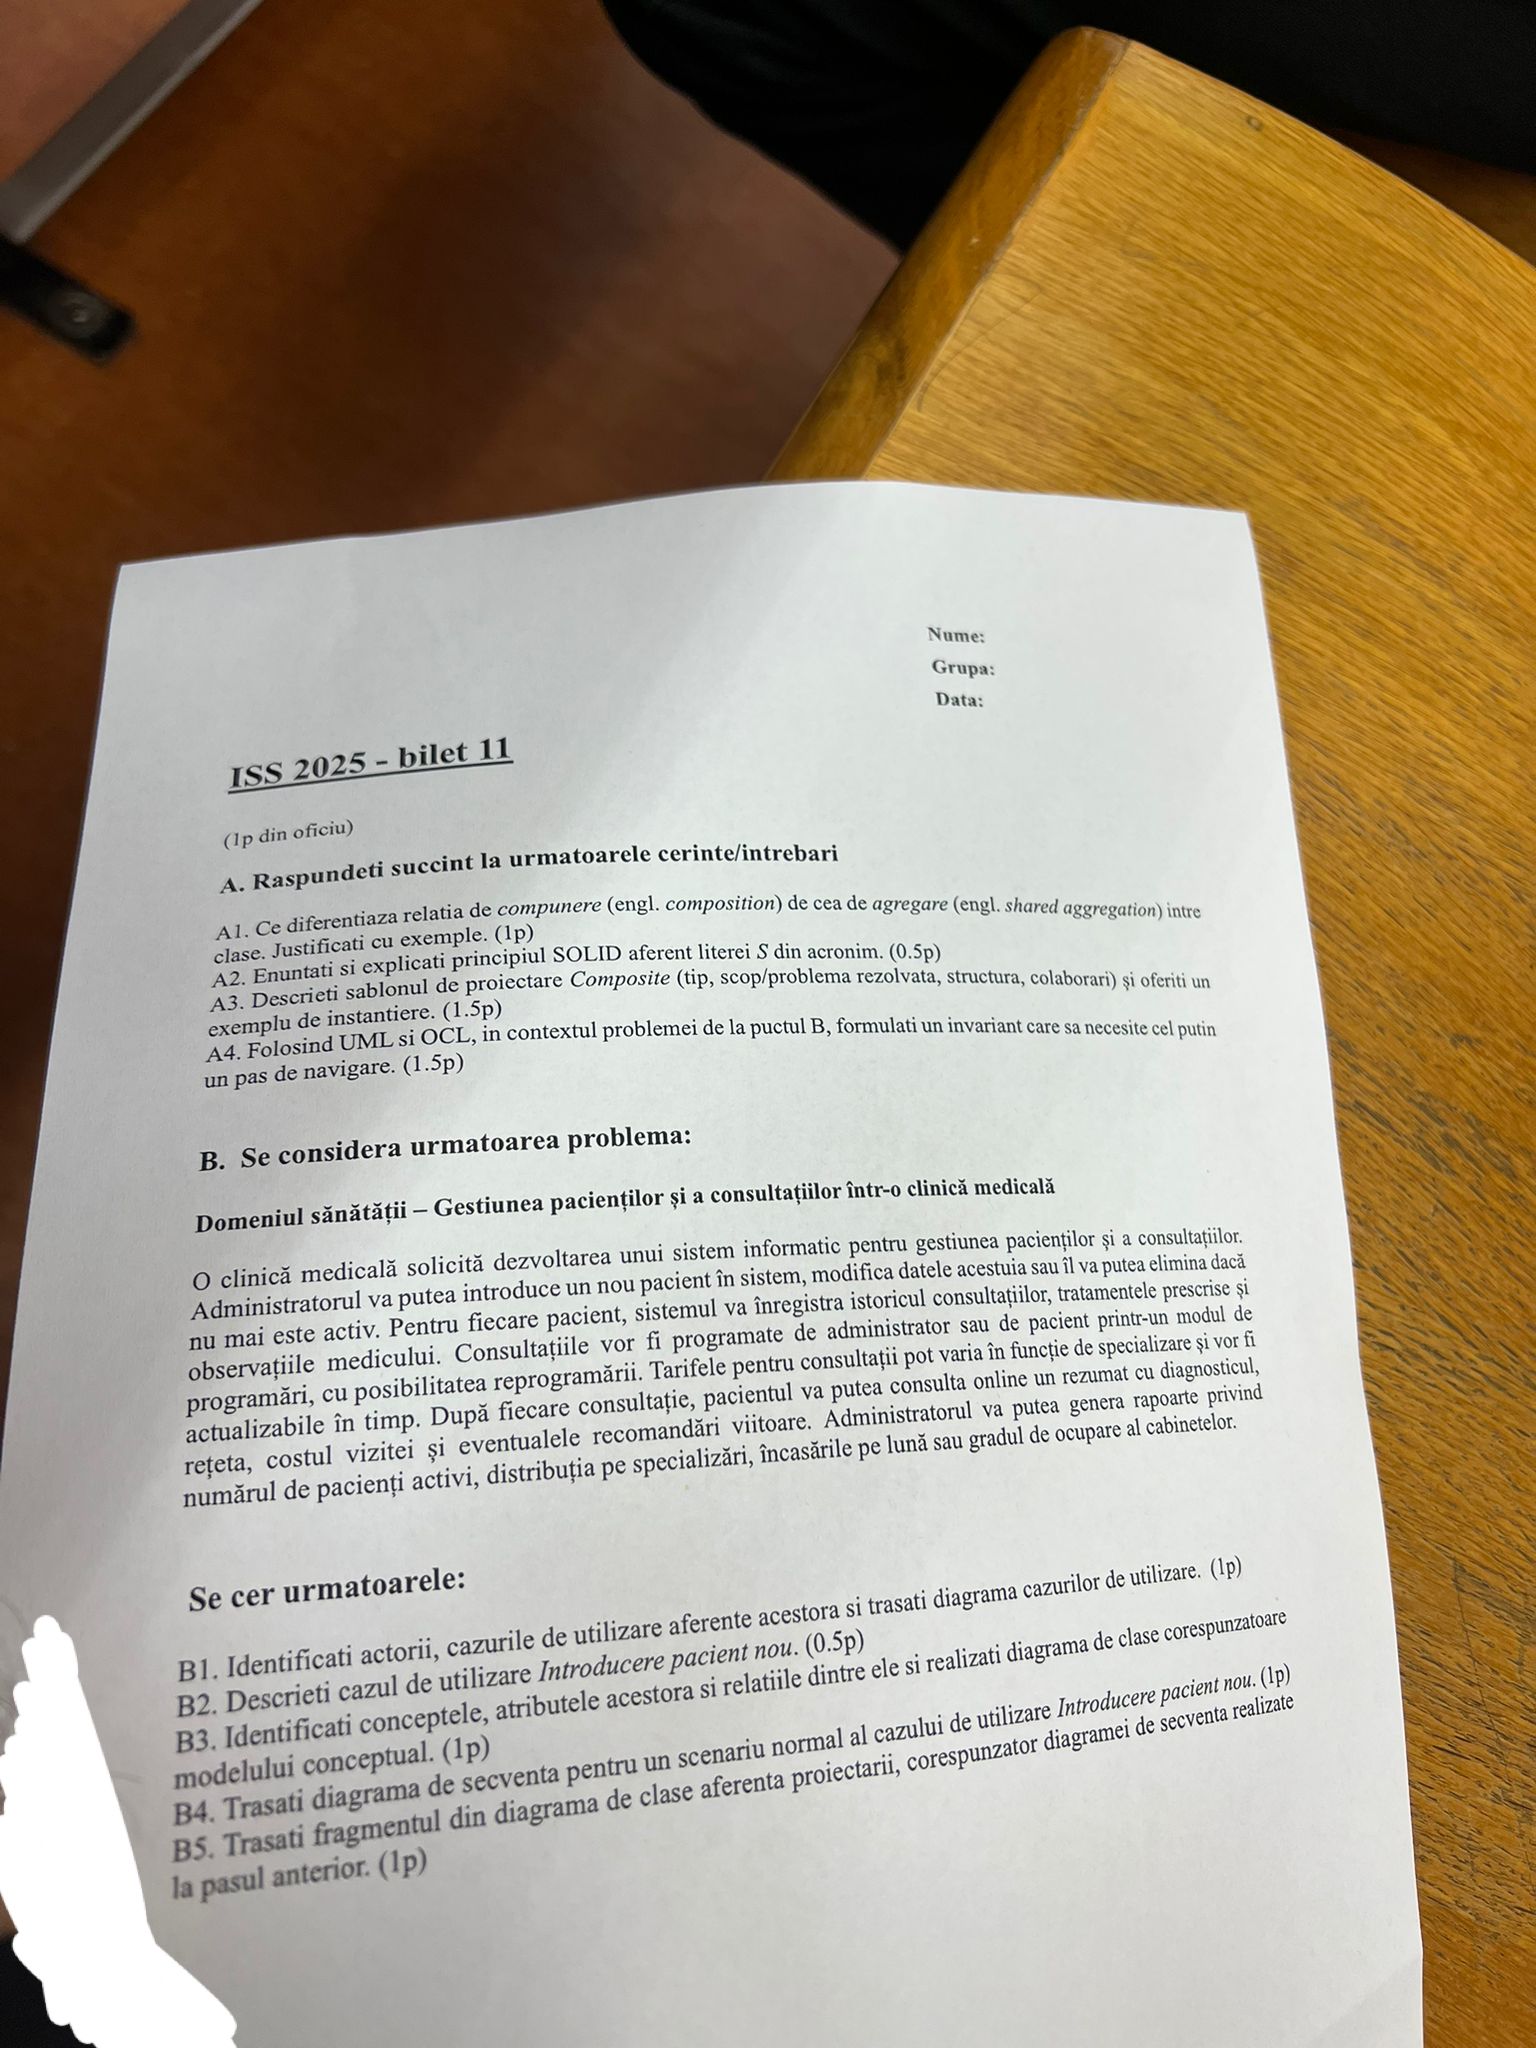 Nume:
Grupa:
Data:
ISS 2025 - bilet 11
(1p din oficiu)
A. Raspundeti succint la urmatoarele cerinte/intrebari
A1. Ce diferentiaza relatia de compunere (engl. composition) de cea de agregare (engl. shared aggregation) intre
clase. Justificati cu exemple. (1p)
A2. Enuntati si explicati principiul SOLID aferent literei S din acronim. (0.5p)
A3. Descrieti sablonul de proiectare Composite (tip, scop/problema rezolvata, structura, colaborari) și oferiti un
exemplu de instantiere. (1.5p)
A4. Folosind UML si OCL, in contextul problemei de la puctul B, formulati un invariant care sa necesite cel putin
un pas de navigare. (1.5p)
B. Se considera urmatoarea problema:
Domeniul sănătății – Gestiunea pacienților și a consultațiilor într-o clinică medicală
O clinică medicală solicită dezvoltarea unui sistem informatic pentru gestiunea pacienților și a consultațiilor.
Administratorul va putea introduce un nou pacient în sistem, modifica datele acestuia sau îl va putea elimina dacă
nu mai este activ. Pentru fiecare pacient, sistemul va înregistra istoricul consultațiilor, tratamentele prescrise și
observațiile medicului. Consultațiile vor fi programate de administrator sau de pacient printr-un modul de
programări, cu posibilitatea reprogramării. Tarifele pentru consultații pot varia în funcție de specializare și vor fi
actualizabile în timp. După fiecare consultație, pacientul va putea consulta online un rezumat cu diagnosticul,
rețeta, costul vizitei și eventualele recomandări viitoare. Administratorul va putea genera rapoarte privind
numărul de pacienți activi, distribuția pe specializări, încasările pe lună sau gradul de ocupare al cabinetelor.
Se cer urmatoarele:
B1. Identificati actorii, cazurile de utilizare aferente acestora si trasati diagrama cazurilor de utilizare. (1p)
B2. Descrieti cazul de utilizare Introducere pacient nou. (0.5p)
B3. Identificati conceptele, atributele acestora si relatiile dintre ele si realizati diagrama de clase corespunzatoare
modelului conceptual. (1p)
B4. Trasati diagrama de secventa pentru un scenariu normal al cazului de utilizare Introducere pacient nou. (1p)
B5. Trasati fragmentul din diagrama de clase aferenta proiectarii, corespunzator diagramei de secventa realizate
la pasul anterior. (1p)